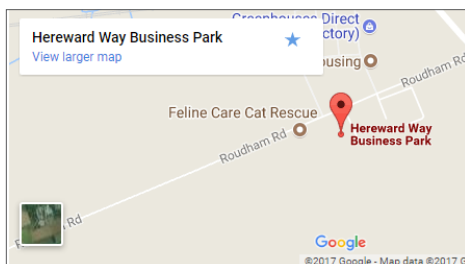 Hereward Way Business Park
View larger map
Greenhouses Direct
ctory)
ousing
Roudham Rd
Feline Care Cat Rescue
Roudham Rd
Hereward Way
Business Park
Rd
Google
©2017 Google - Map data ©2017 G